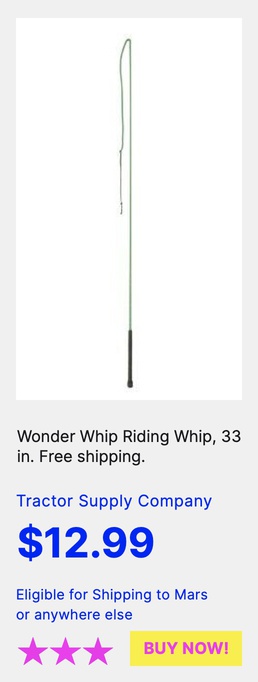 Wonder Whip Riding Whip, 33
in. Free shipping.
Tractor Supply Company
$12.99
Eligible for Shipping to Mars
or anywhere else
BUY NOW!